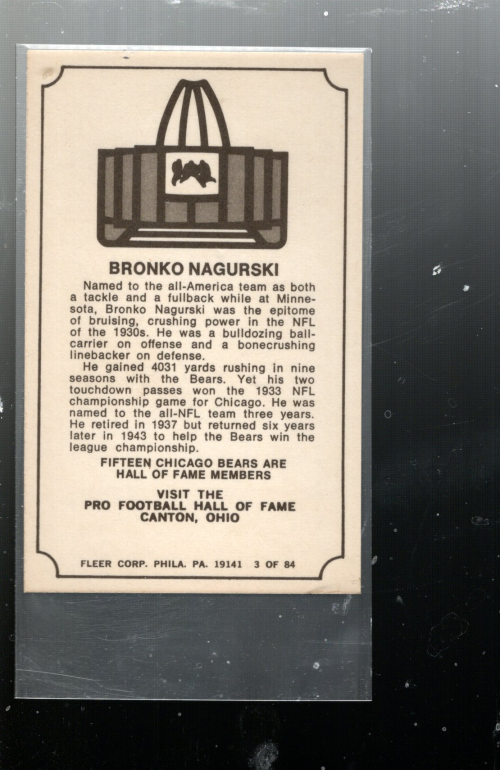 BRONKO NAGURSKI
Named to the all-America team as both
a tackle and a fullback while at Minne-
sota, Bronko Nagurski was the epitome
of bruising, crushing power in the NFL
of the 1930s. He was a bulldozing ball-
carrier on offense and a bonecrushing
linebacker on defense.
He gained 4031 yards rushing in nine
seasons with the Bears. Yet his two
touchdown passes won the 1933 NFL
championship game for Chicago. He was
named to the all-NFL team three years.
He retired in 1937 but returned six years
later in 1943 to help the Bears win the
league championship.
FIFTEEN CHICAGO BEARS ARE
HALL OF FAME MEMBERS
VISIT THE
PRO FOOTBALL HALL OF FAME
CANTON, OHIO
FLEER CORP. PHILA. PA. 19141 3 OF 84